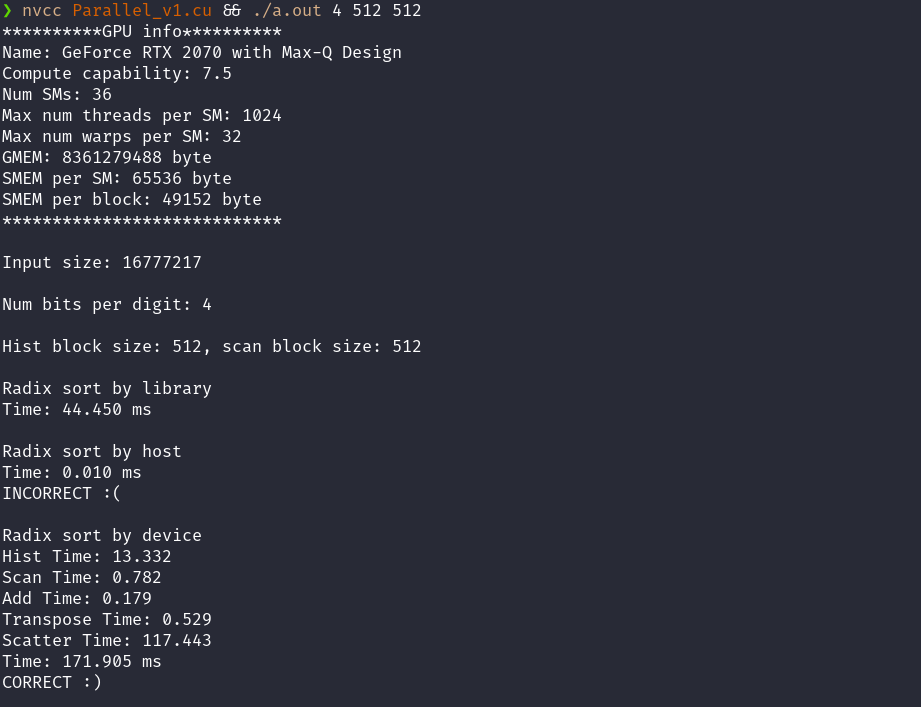 ❯ nvcc Parallel_v1.cu && ./a.out 4 512 512
**********GPU info**********
Name: GeForce RTX 2070 with Max-Q Design
Compute capability: 7.5
Num SMs: 36
Max num threads per SM: 1024
Max num warps per SM: 32
GMEM: 8361279488 byte
SMEM per SM: 65536 byte
SMEM per block: 49152 byte
****************************
Input size: 16777217
Num bits per digit: 4
Hist block size: 512, scan block size: 512
Radix sort by library
Time: 44.450 ms
Radix sort by host
Time: 0.010 ms
INCORRECT :(
Radix sort by device
Hist Time: 13.332
Scan Time: 0.782
Add Time: 0.179
Transpose Time: 0.529
Scatter Time: 117.443
Time: 171.905 ms
CORRECT :)